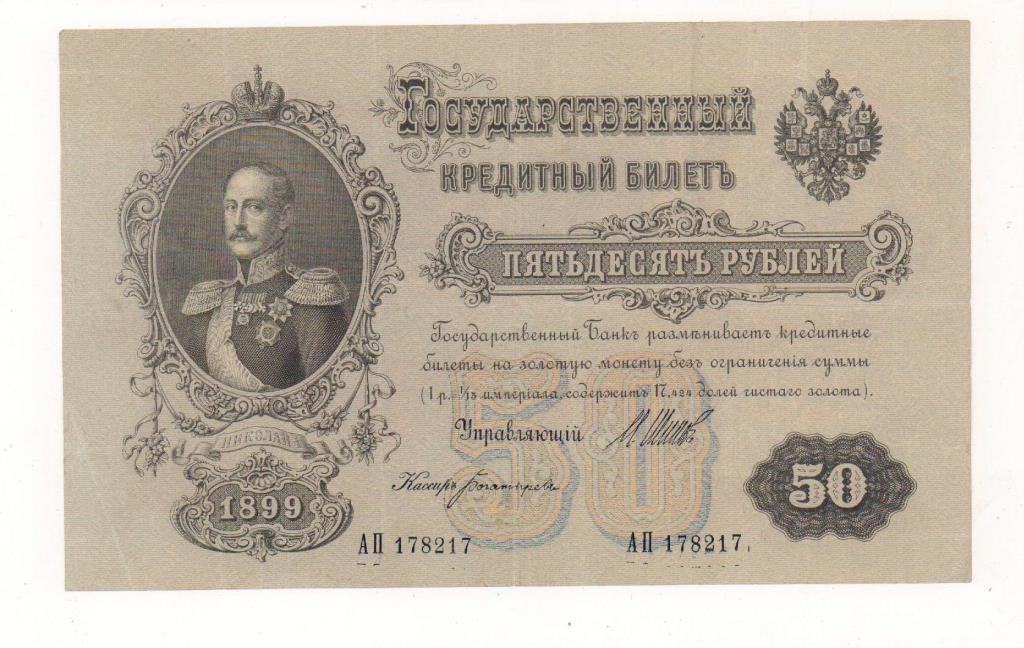 Государственный
кредитный билетъ
пятьдесятъ рублей
Государственный Банкъ размѣниваетъ кредитные
билеты на золотую монету безъ ограниченія суммы
(1 р. = 1/15 имперіала, содержитъ 17,424 долей чистаго золота).
Управляющій
Кассиръ Богатыревъ
НИКОЛАЙ I
1899
50
50
АП 178217
АП 178217